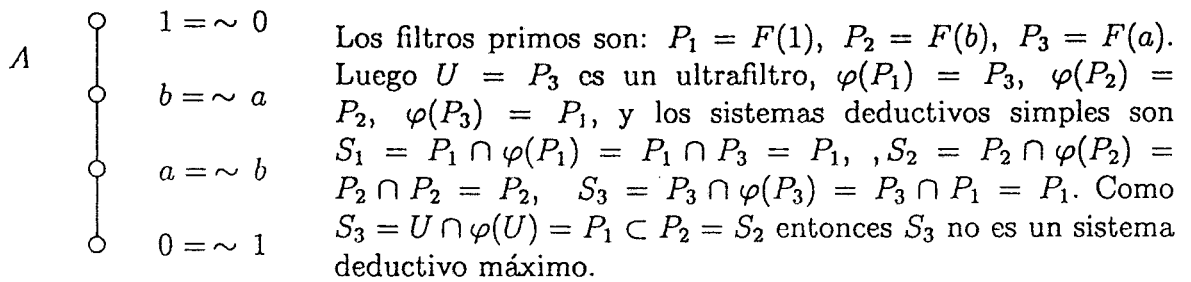 1 = ∼ 0
A
b = ∼ a
a = ∼ b
0 = ∼ 1
Los filtros primos son: P₁ = F(1), P₂ = F(b), P₃ = F(a).
Luego U = P₃ es un ultrafiltro, φ(P₁) = P₃, φ(P₂) =
P₂, φ(P₃) = P₁, y los sistemas deductivos simples son
S₁ = P₁ ∩ φ(P₁) = P₁ ∩ P₃ = P₁, ,S₂ = P₂ ∩ φ(P₂) =
P₂ ∩ P₂ = P₂, S₃ = P₃ ∩ φ(P₃) = P₃ ∩ P₁ = P₁. Como
S₃ = U ∩ φ(U) = P₁ ⊂ P₂ = S₂ entonces S₃ no es un sistema
deductivo máximo.